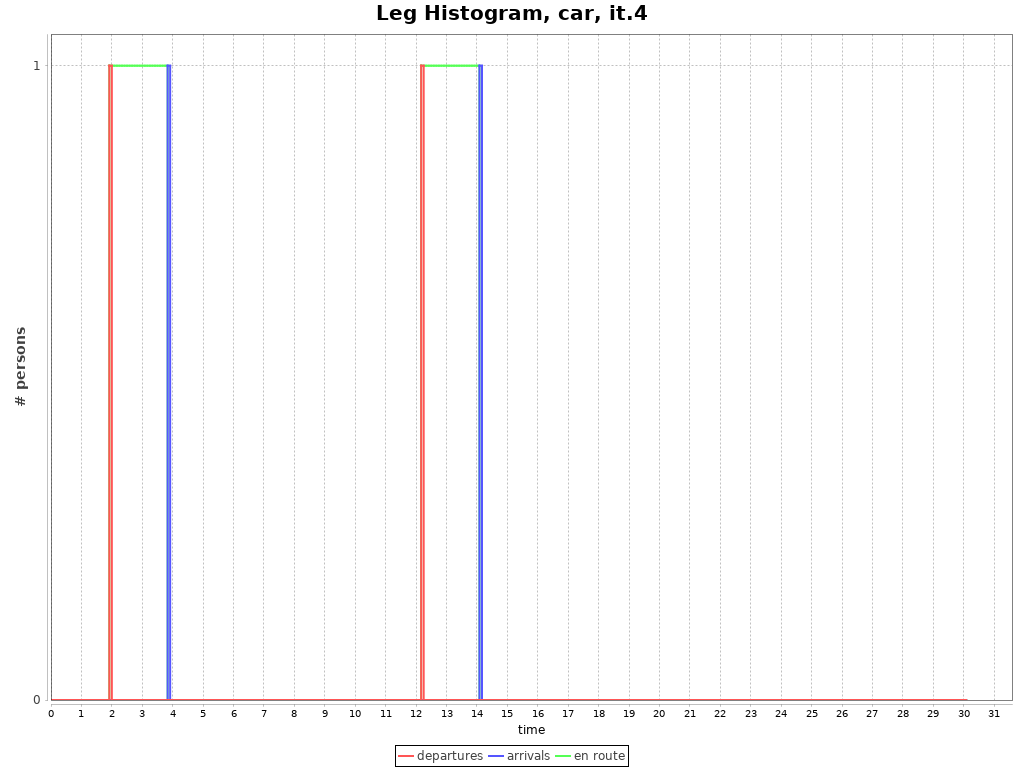 Leg Histogram, car, it.4
# persons
1
0
0 1 2 3 4 5 6 7 8 9 10 11 12 13 14 15 16 17 18 19 20 21 22 23 24 25 26 27 28 29 30 31
time
departures arrivals en route